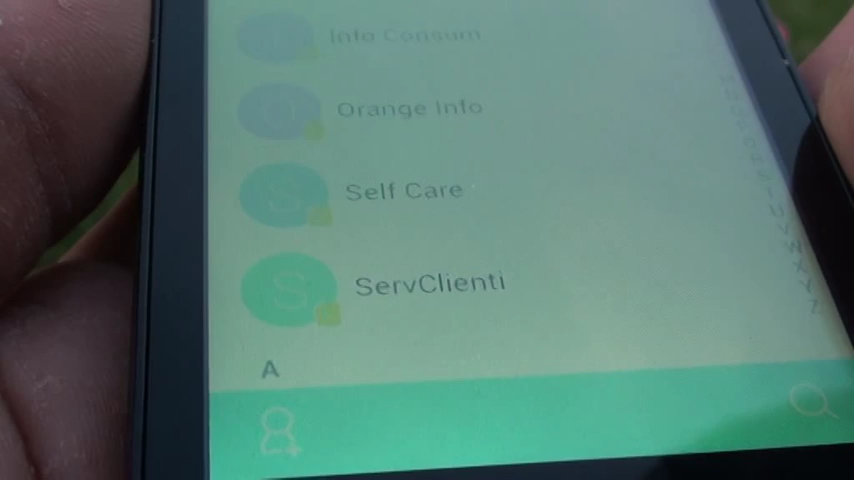 I Info Consum
O Orange Info
S Self Care
S ServClienti
A
S
T
U
V
W
X
Y
Z